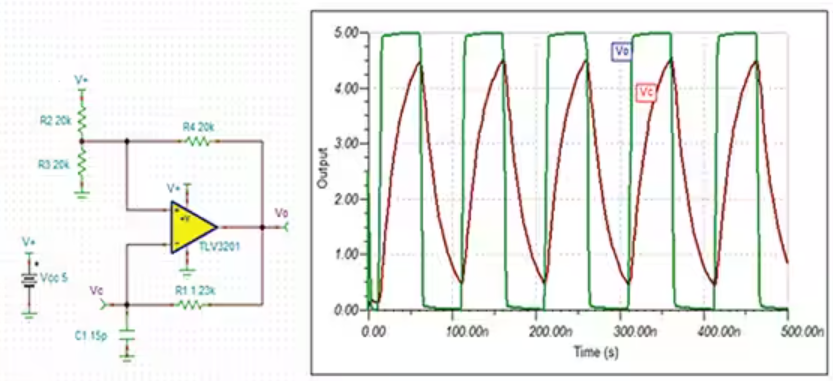 V+
R2 20k
R4 20k
R3 20k
V+
+
+V
-
TLV3201
Vo
V+
+
Vcc 5
Vc
R1 1.23k
C1 15p
5.00
4.00
3.00
2.00
1.00
0.00
Output
Vo
Vc
0.00
100.00n
200.00n
300.00n
400.00n
500.00n
Time (s)